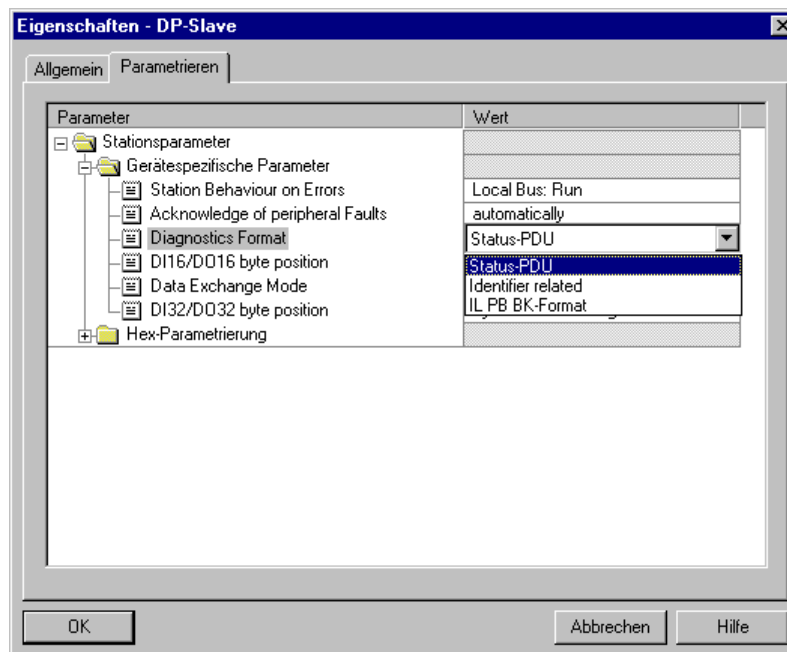 Eigenschaften - DP-Slave
Allgemein Parametrieren
Parameter Wert
Stationsparameter
Gerätespezifische Parameter
Station Behaviour on Errors Local Bus: Run
Acknowledge of peripheral Faults automatically
Diagnostics Format Status-PDU
DI16/DO16 byte position Status-PDU
Data Exchange Mode Identifier related
DI32/DO32 byte position IL PB BK-Format
Hex-Parametrierung
OK Abbrechen Hilfe